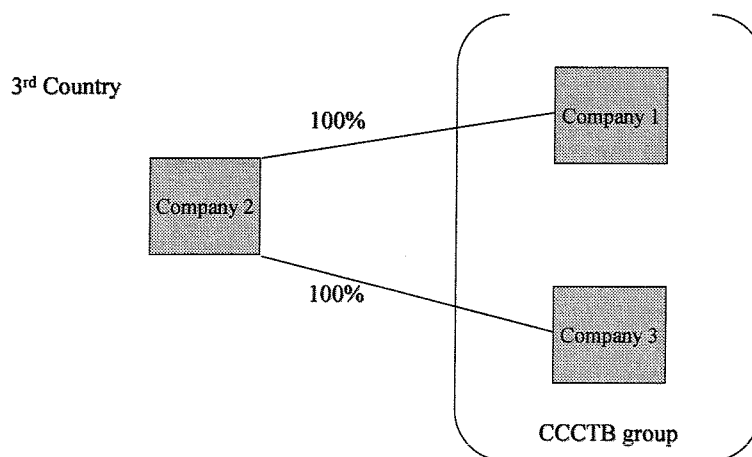 3rd Country
100%
Company 1
Company 2
100%
Company 3
CCCTB group